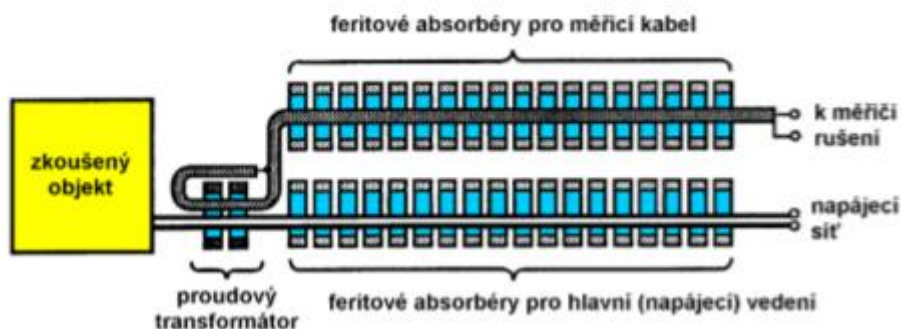 feritové absorbéry pro měřicí kabel
zkoušený
objekt
k měřiči
rušení
napájecí
síť
proudový
transformátor
feritové absorbéry pro hlavní (napájecí) vedení